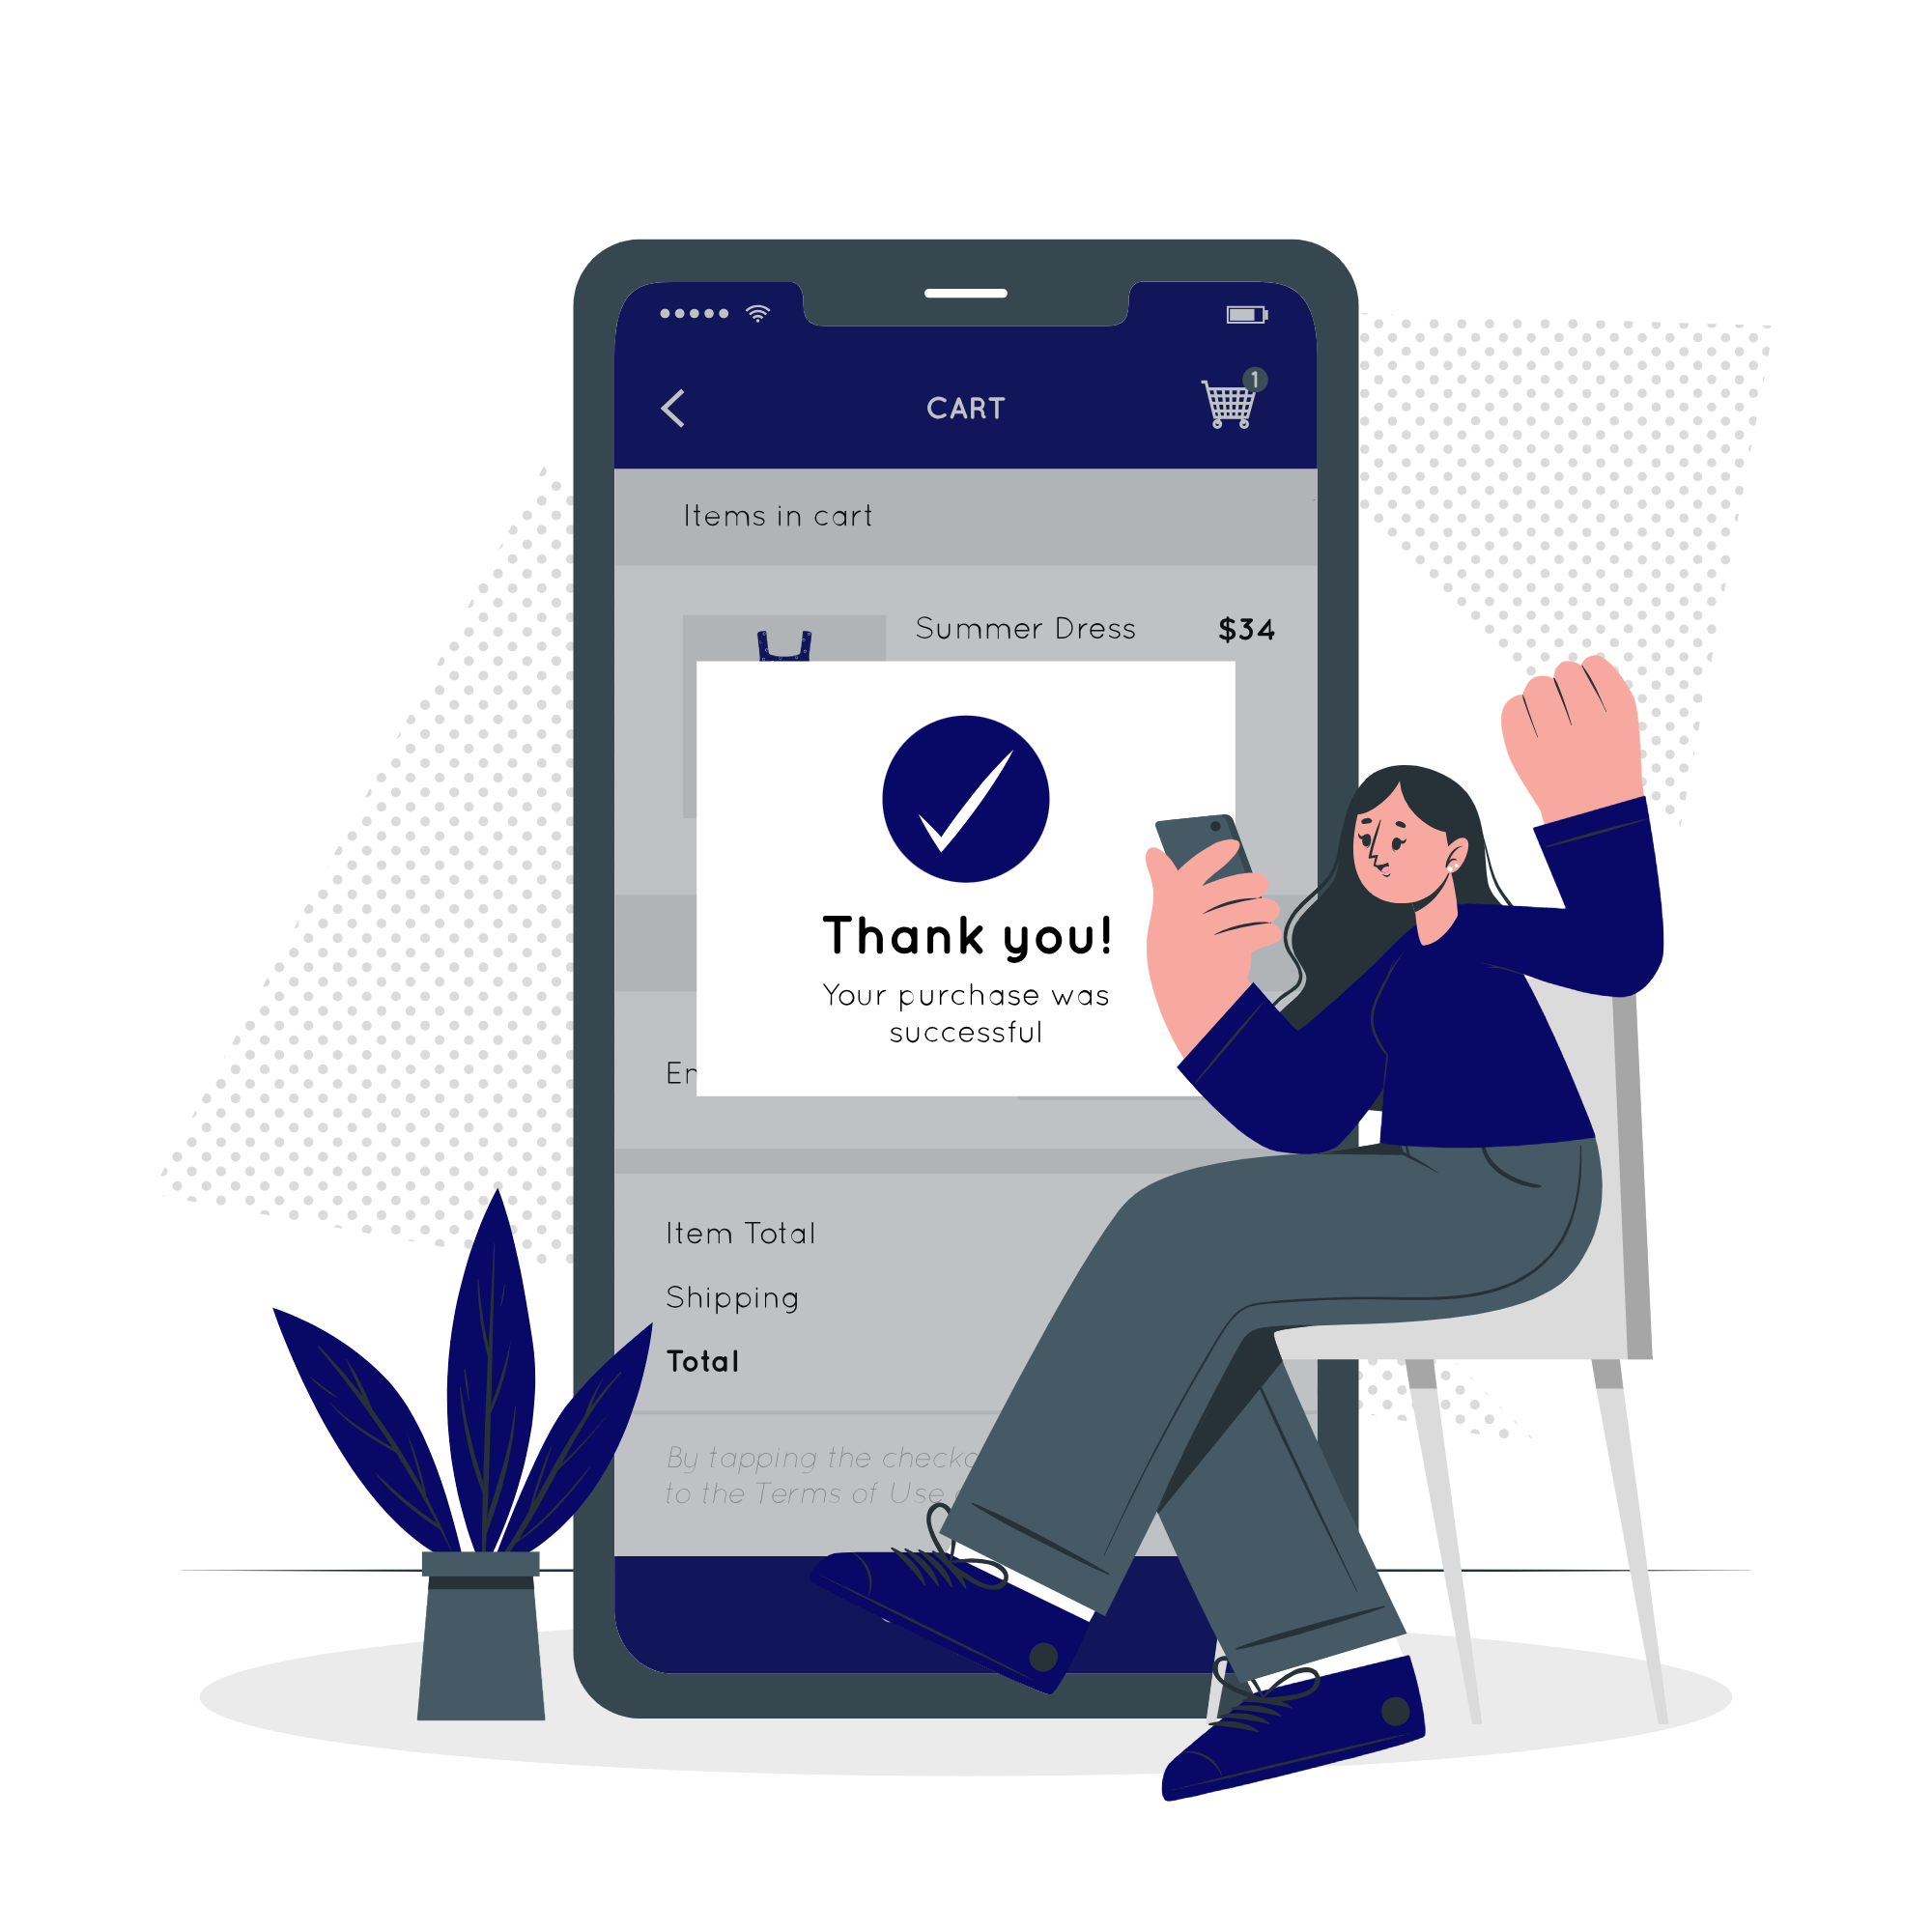 CART
1
Items in cart
Summer Dress $34
Thank you!
Your purchase was
successful
Item Total
Shipping
Total
By tapping the
to the Terms of Use